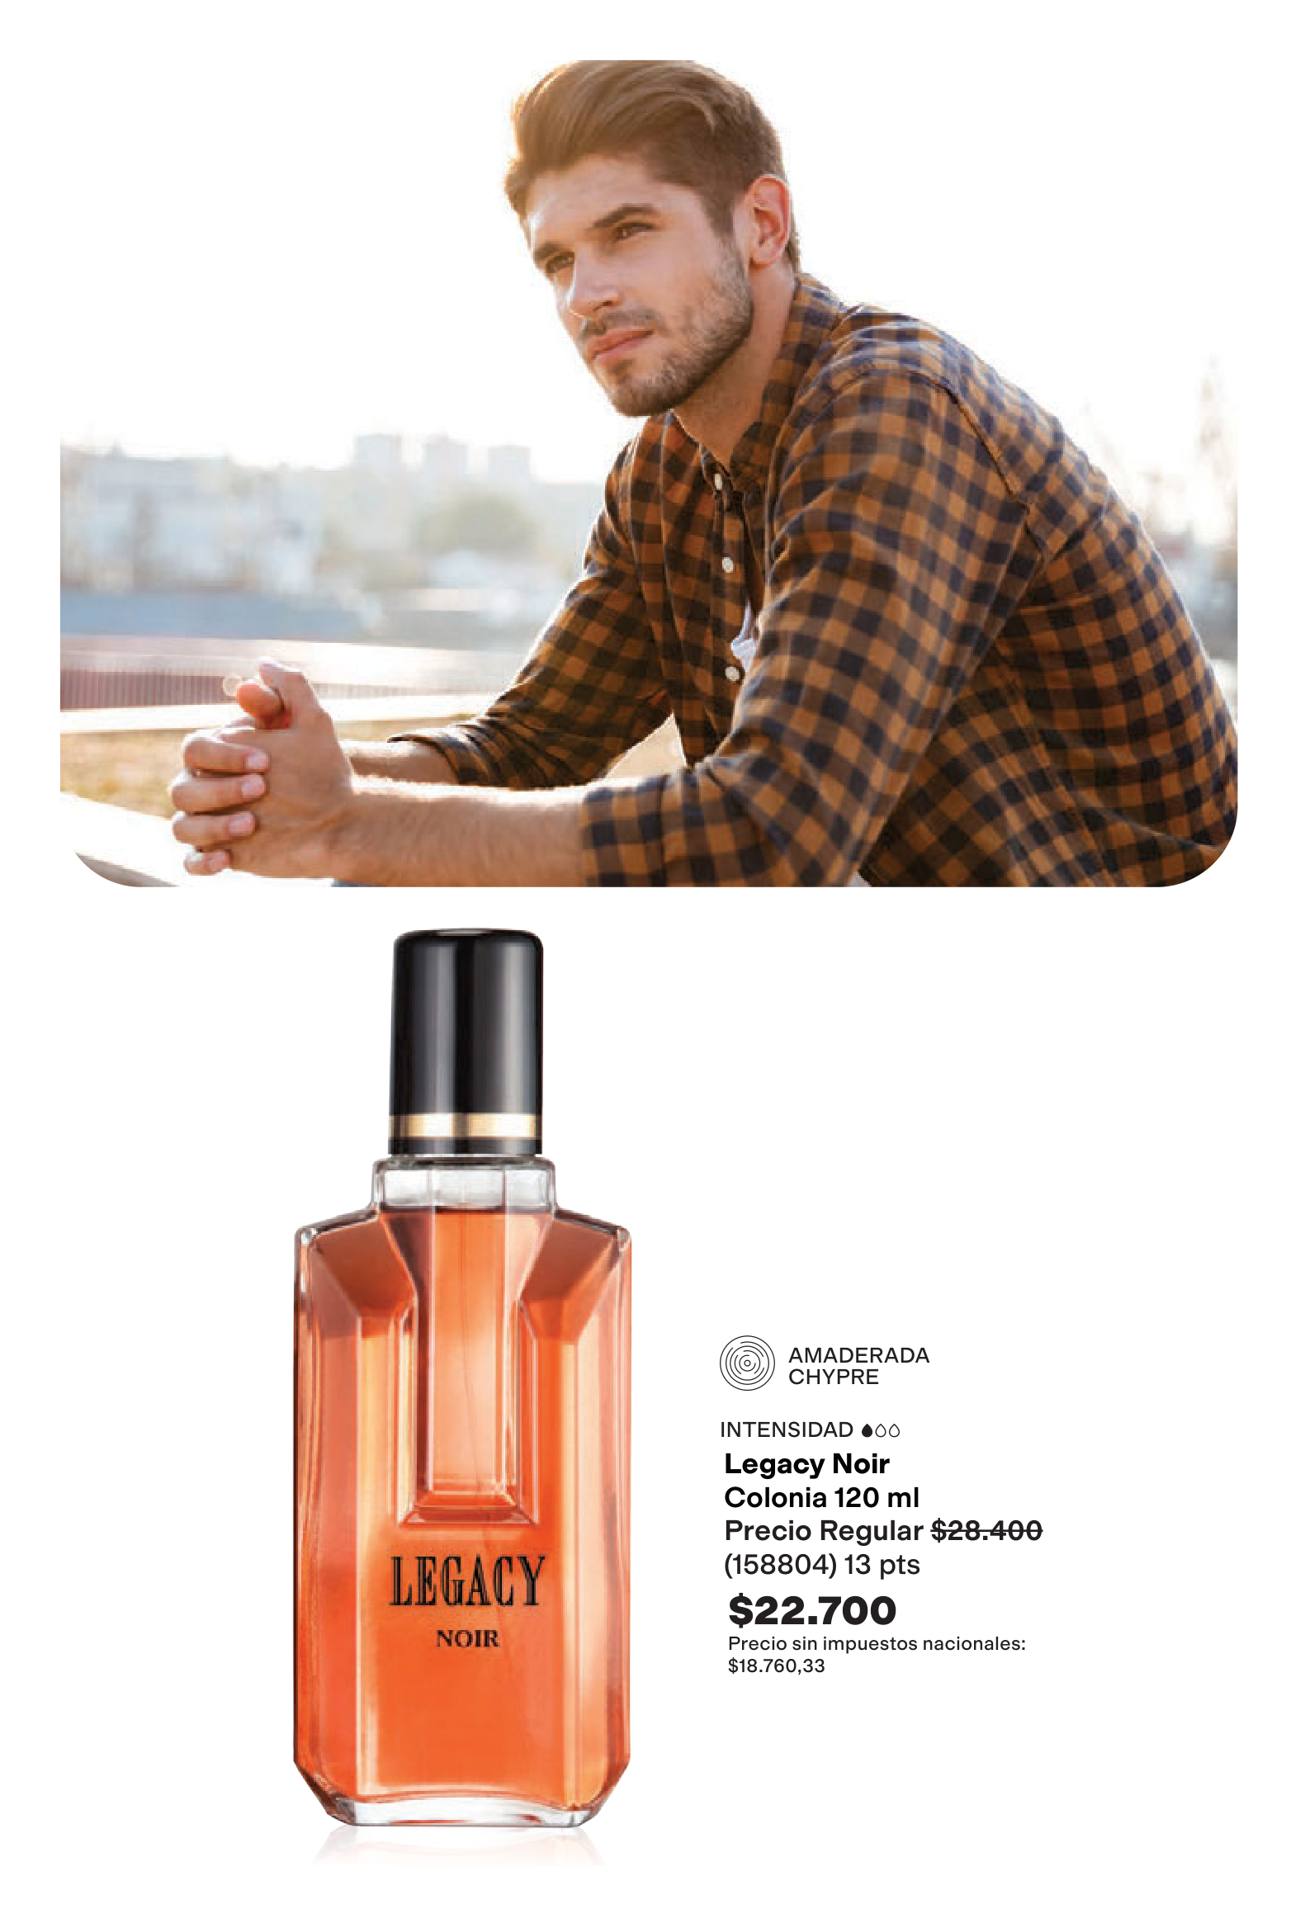 LEGACY
NOIR
AMADERADA
CHYPRE
INTENSIDAD
Legacy Noir
Colonia 120 ml
Precio Regular $28.400
(158804) 13 pts
$22.700
Precio sin impuestos nacionales:
$18.760,33